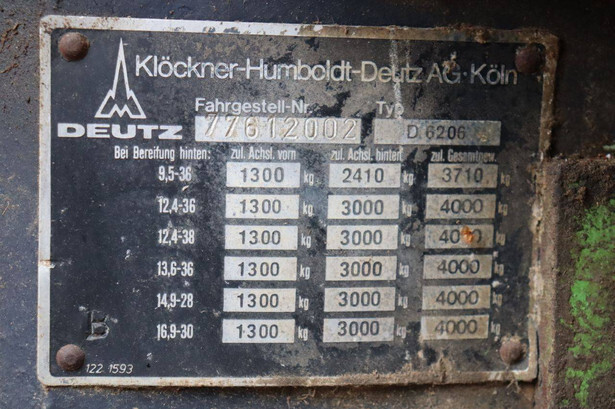 Klöckner-Humboldt-Deutz AG·Köln
Fahrgestell-Nr. Typ
DEUTZ 77612002 D 6206
Bei Bereifung hinten: zul. Achsl. vorn zul. Achsl. hinten zul. Gesamtgew.
9,5-36 1300 kg 2410 kg 3710 kg
12,4-36 1300 kg 3000 kg 4000 kg
12,4-38 1300 kg 3000 kg 4000 kg
13,6-36 1300 kg 3000 kg 4000 kg
14,9-28 1300 kg 3000 kg 4000 kg
B 16,9-30 1300 kg 3000 kg 4000 kg
122 1593